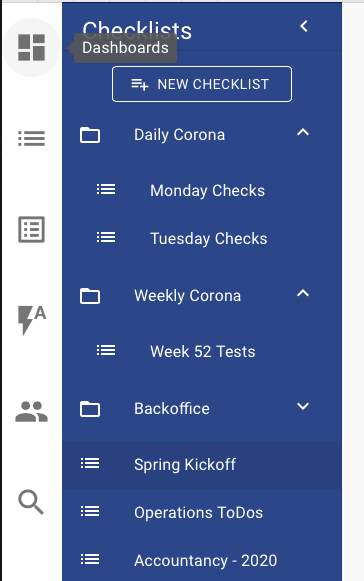 Checklists
Dashboards
NEW CHECKLIST
Daily Corona
Monday Checks
Tuesday Checks
Weekly Corona
A
Week 52 Tests
Backoffice
Spring Kickoff
Operations ToDos
Accountancy - 2020